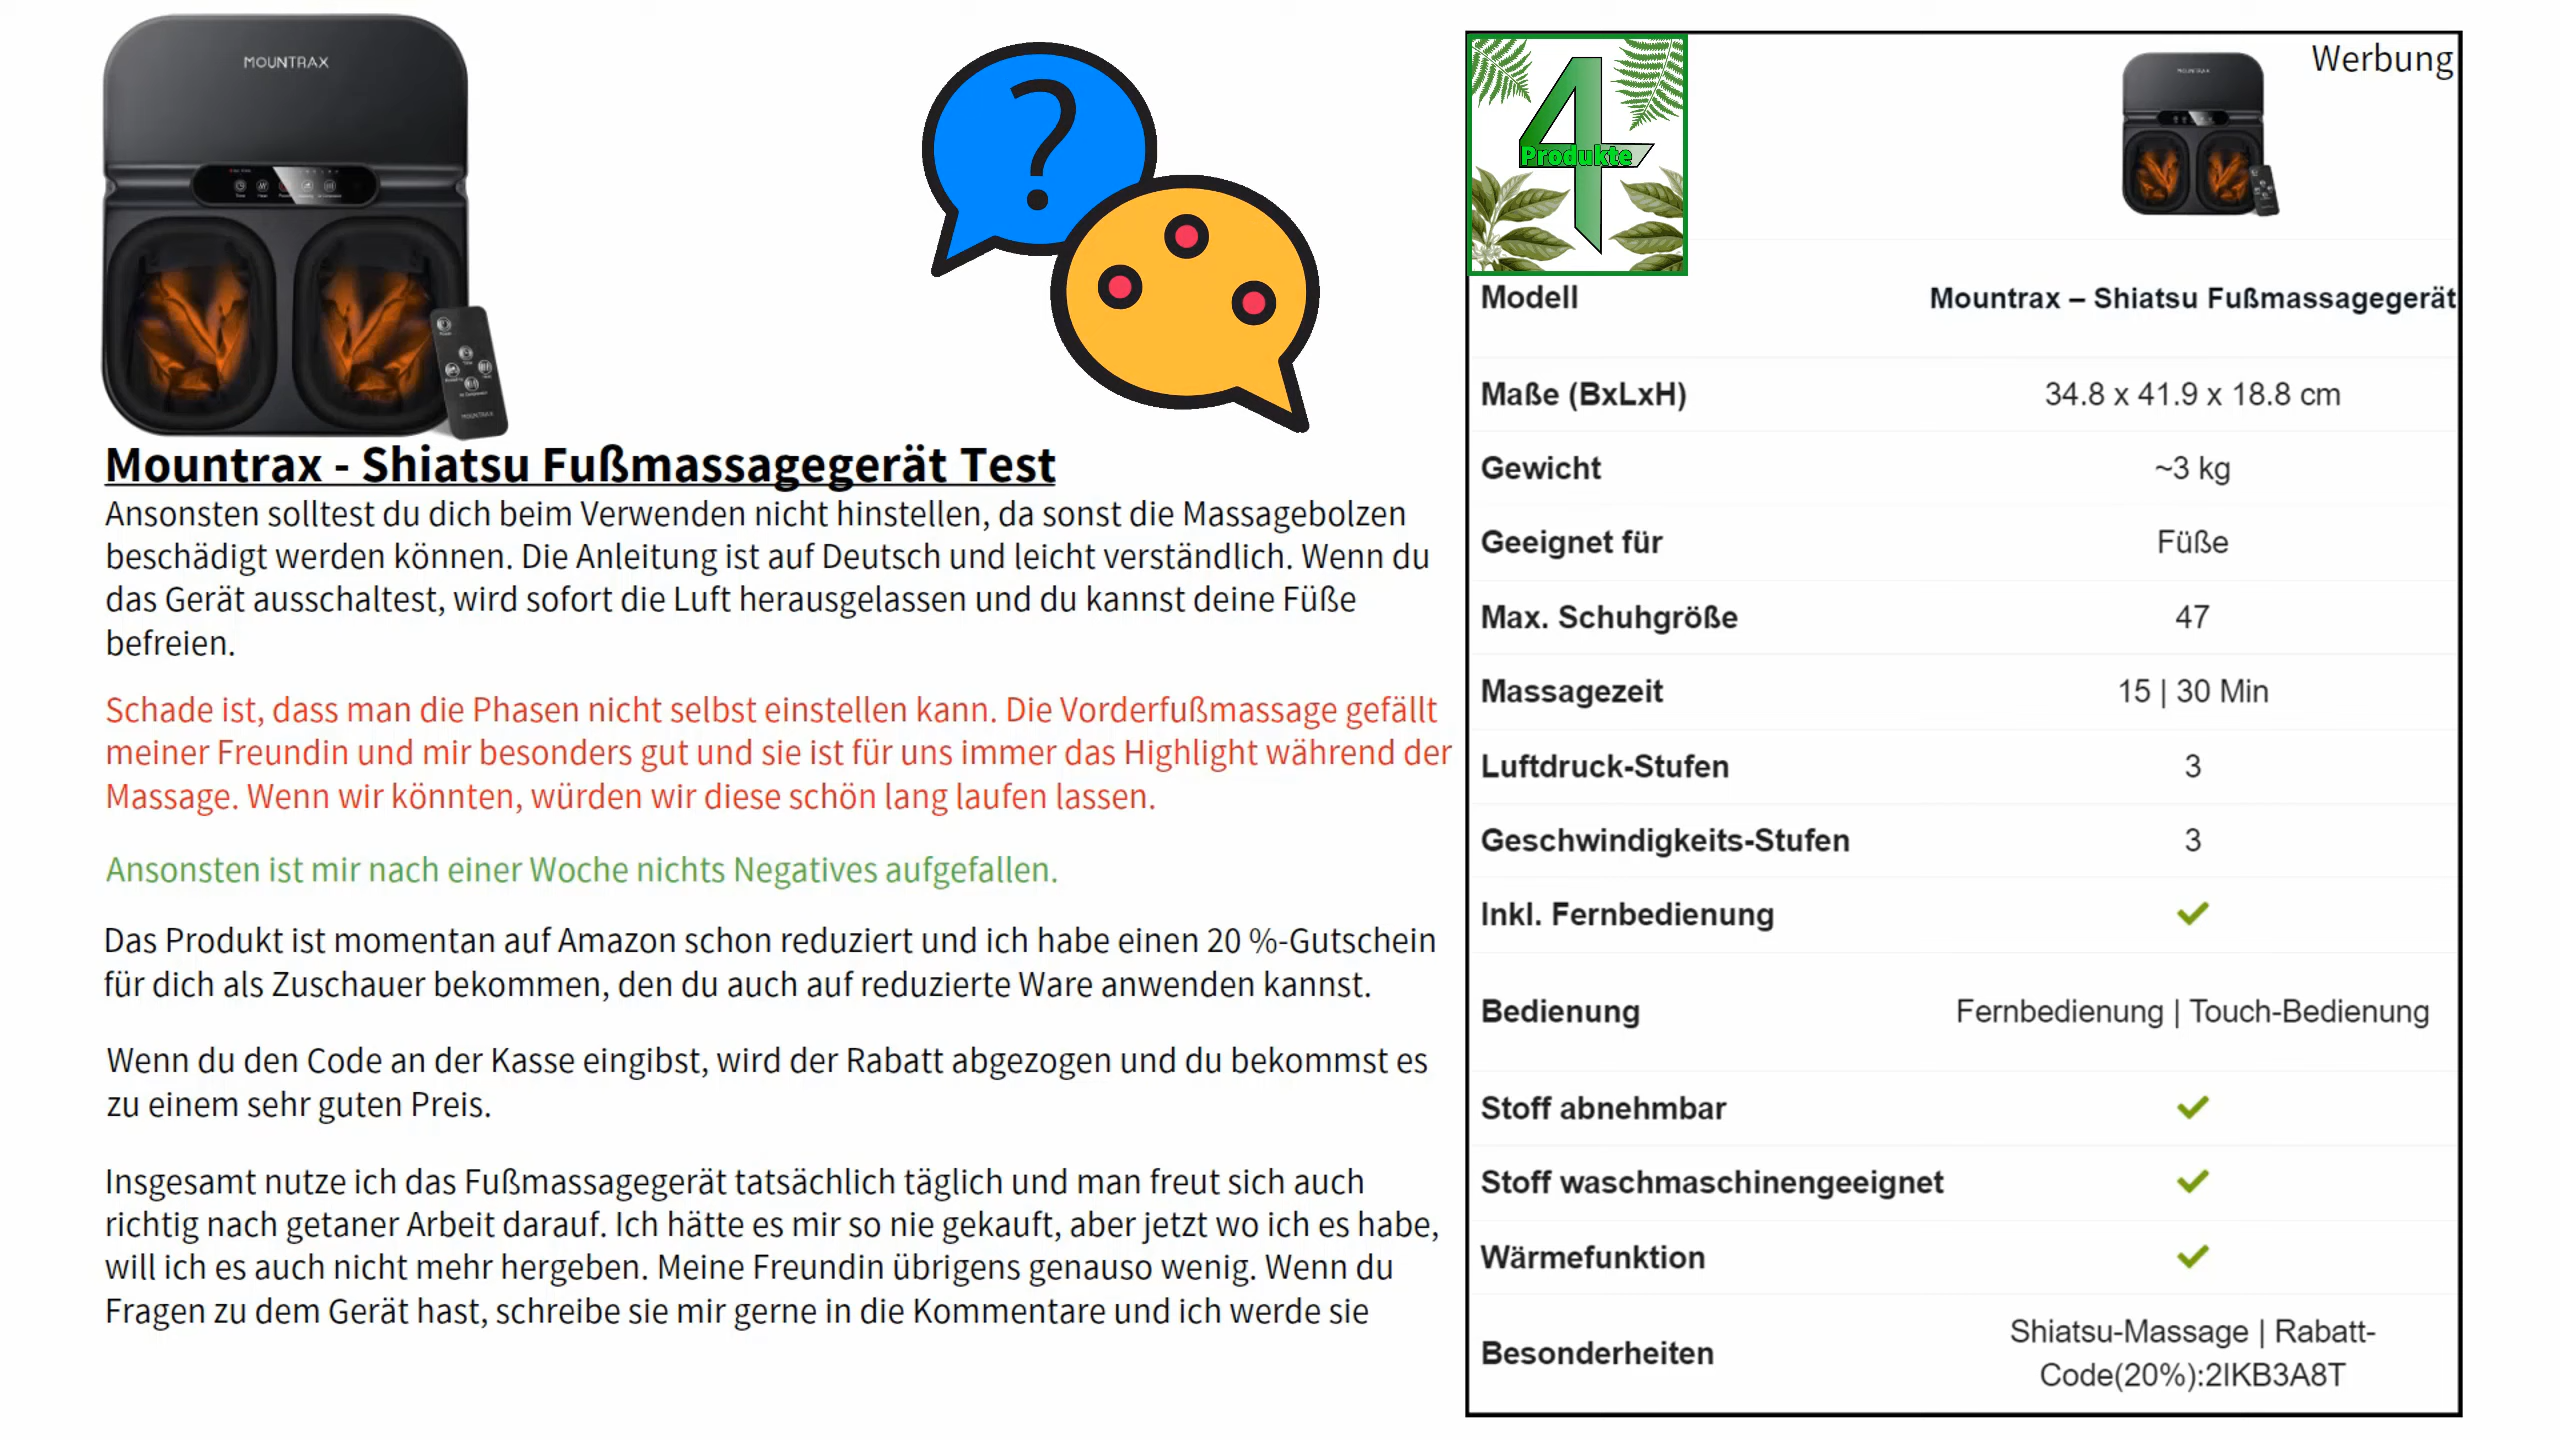 MOUNTRAX
MOUNTRAX
?
Mountrax - Shiatsu Fußmassagegerät Test
Ansonsten solltest du dich beim Verwenden nicht hinstellen, da sonst die Massagebolzen
beschädigt werden können. Die Anleitung ist auf Deutsch und leicht verständlich. Wenn du
das Gerät ausschaltest, wird sofort die Luft herausgelassen und du kannst deine Füße
befreien.
Schade ist, dass man die Phasen nicht selbst einstellen kann. Die Vorderfußmassage gefällt
meiner Freundin und mir besonders gut und sie ist für uns immer das Highlight während der
Massage. Wenn wir könnten, würden wir diese schön lang laufen lassen.
Ansonsten ist mir nach einer Woche nichts Negatives aufgefallen.
Das Produkt ist momentan auf Amazon schon reduziert und ich habe einen 20 %-Gutschein
für dich als Zuschauer bekommen, den du auch auf reduzierte Ware anwenden kannst.
Wenn du den Code an der Kasse eingibst, wird der Rabatt abgezogen und du bekommst es
zu einem sehr guten Preis.
Insgesamt nutze ich das Fußmassagegerät tatsächlich täglich und man freut sich auch
richtig nach getaner Arbeit darauf. Ich hätte es mir so nie gekauft, aber jetzt wo ich es habe,
will ich es auch nicht mehr hergeben. Meine Freundin übrigens genauso wenig. Wenn du
Fragen zu dem Gerät hast, schreibe sie mir gerne in die Kommentare und ich werde sie
4
Produkte
Werbung
MOUNTRAX
Modell Mountrax – Shiatsu Fußmassagegerät
Maße (BxLxH) 34.8 x 41.9 x 18.8 cm
Gewicht ~3 kg
Geeignet für Füße
Max. Schuhgröße 47
Massagezeit 15 | 30 Min
Luftdruck-Stufen 3
Geschwindigkeits-Stufen 3
Inkl. Fernbedienung
Bedienung Fernbedienung | Touch-Bedienung
Stoff abnehmbar
Stoff waschmaschinengeeignet
Wärmefunktion
Besonderheiten Shiatsu-Massage | Rabatt-
Code(20%):2IKB3A8T